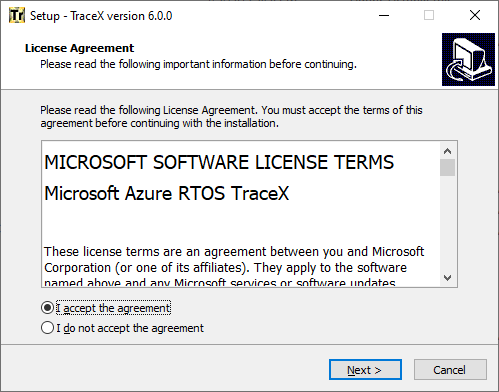 Tr Setup - TraceX version 6.0.0
License Agreement
Please read the following important information before continuing.
Please read the following License Agreement. You must accept the terms of this
agreement before continuing with the installation.
MICROSOFT SOFTWARE LICENSE TERMS
Microsoft Azure RTOS TraceX
These license terms are an agreement between you and Microsoft
Corporation (or one of its affiliates). They apply to the software
named above and any Microsoft services or software updates
I accept the agreement
I do not accept the agreement
Next >
Cancel